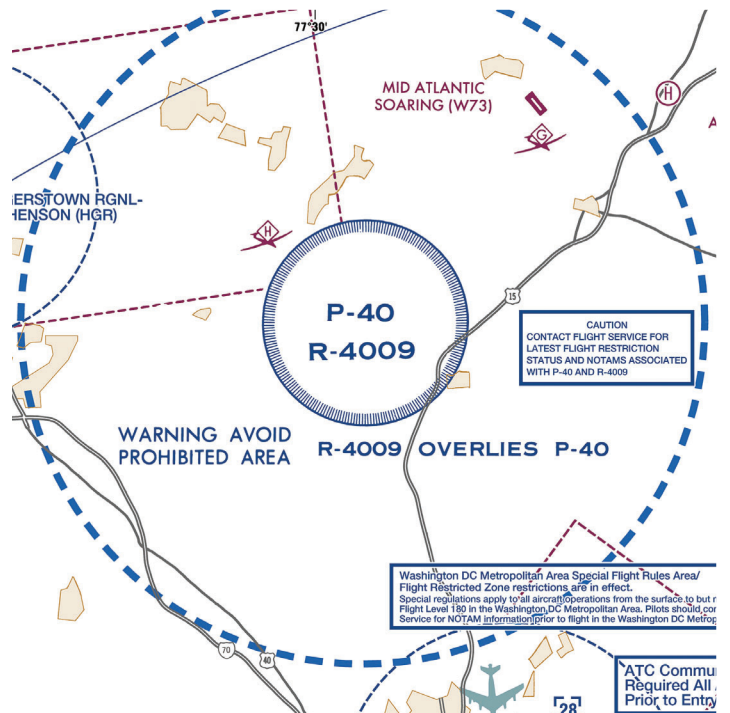 77°30'
MID ATLANTIC
SOARING (W73)
H
G
A
ERSTOWN RGNL-
HENSON (HGR)
H
P-40
R-4009
15
CAUTION
CONTACT FLIGHT SERVICE FOR
LATEST FLIGHT RESTRICTION
STATUS AND NOTAMS ASSOCIATED
WITH P-40 AND R-4009
WARNING AVOID
PROHIBITED AREA
R-4009 OVERLIES P-40
Washington DC Metropolitan Area Special Flight Rules Area/
Flight Restricted Zone restrictions are in effect.
Special regulations apply to all aircraft operations from the surface to but n
Flight Level 180 in the Washington DC Metropolitan Area. Pilots should con
Service for NOTAM information prior to flight in the Washington DC Metrop
70
40
ATC Commu
Required All
Prior to Entry
28